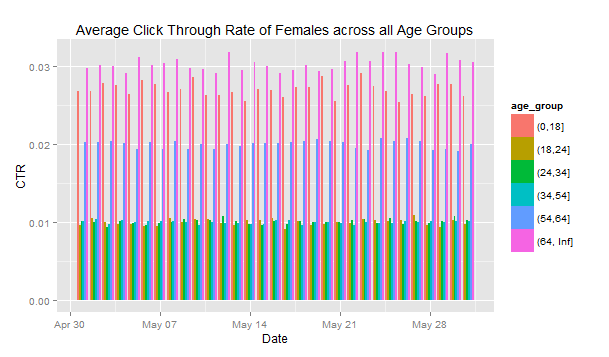 Average Click Through Rate of Females across all Age Groups
CTR
0.03
0.02
0.01
0.00
Apr 30
May 07
May 14
May 21
May 28
Date
age_group
(0,18]
(18,24]
(24,34]
(34,54]
(54,64]
(64, Inf]